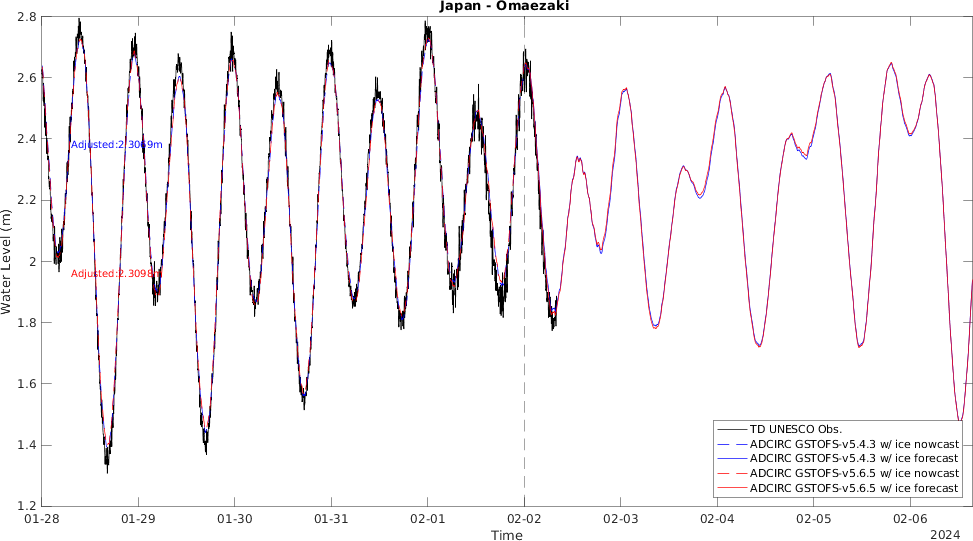 Japan - Omaezaki
2.8
2.6
2.4
2.2
2
1.8
1.6
1.4
1.2
Water Level (m)
Adjusted:2.3069m
Adjusted:2.3098m
TD UNESCO Obs.
ADCIRC GSTOFS-v5.4.3 w/ ice nowcast
ADCIRC GSTOFS-v5.4.3 w/ ice forecast
ADCIRC GSTOFS-v5.6.5 w/ ice nowcast
ADCIRC GSTOFS-v5.6.5 w/ ice forecast
01-28 01-29 01-30 01-31 02-01 02-02 02-03 02-04 02-05 02-06
Time
2024